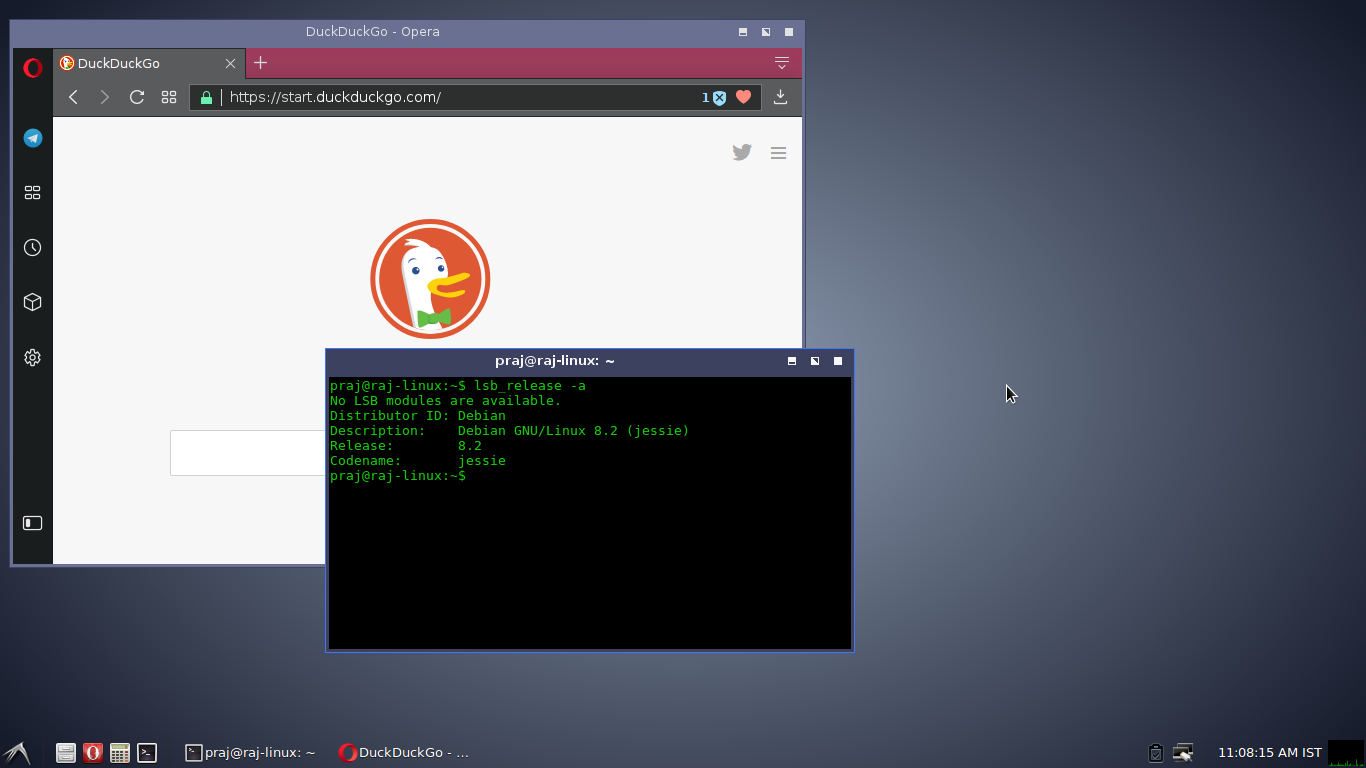 DuckDuckGo - Opera
DuckDuckGo
https://start.duckduckgo.com/
1
praj@raj-linux: ~
praj@raj-linux:~$ lsb_release -a
No LSB modules are available.
Distributor ID: Debian
Description:    Debian GNU/Linux 8.2 (jessie)
Release:        8.2
Codename:       jessie
praj@raj-linux:~$
praj@raj-linux: ~
DuckDuckGo - ...
11:08:15 AM IST